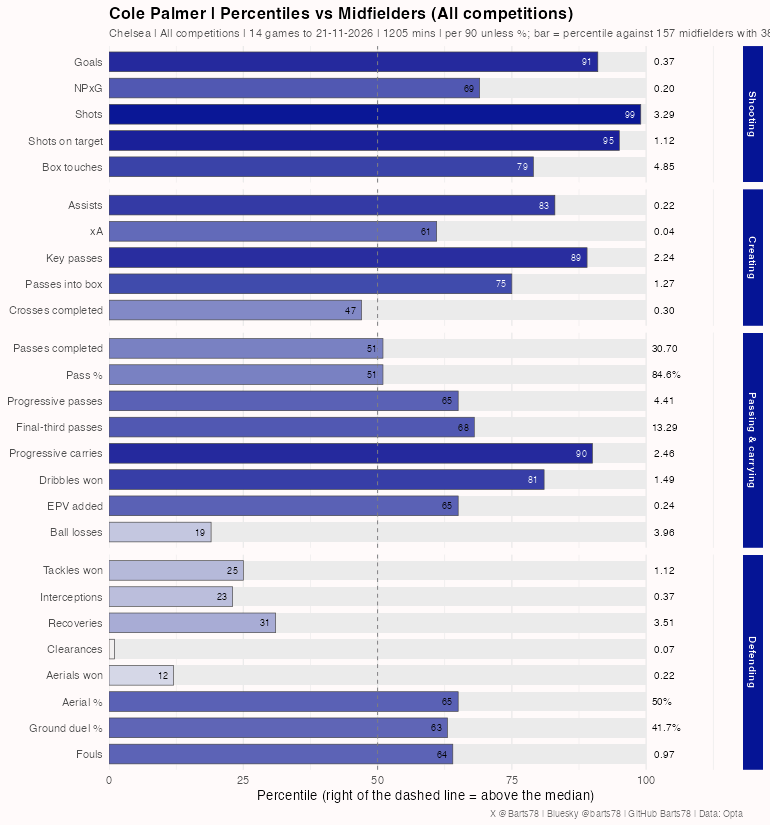 Cole Palmer | Percentiles vs Midfielders (All competitions)
Chelsea | All competitions | 14 games to 21-11-2026 | 1205 mins | per 90 unless %; bar = percentile against 157 midfielders with 38
Shooting
Goals 91 0.37
NPxG 69 0.20
Shots 99 3.29
Shots on target 95 1.12
Box touches 79 4.85
Creating
Assists 83 0.22
xA 61 0.04
Key passes 89 2.24
Passes into box 75 1.27
Crosses completed 47 0.30
Passing & carrying
Passes completed 51 30.70
Pass % 51 84.6%
Progressive passes 65 4.41
Final-third passes 68 13.29
Progressive carries 90 2.46
Dribbles won 81 1.49
EPV added 65 0.24
Ball losses 19 3.96
Defending
Tackles won 25 1.12
Interceptions 23 0.37
Recoveries 31 3.51
Clearances 0.07
Aerials won 12 0.22
Aerial % 65 50%
Ground duel % 63 41.7%
Fouls 64 0.97
0 25 50 75 100
Percentile (right of the dashed line = above the median)
X @Barts78 | Bluesky @barts78 | GitHub Barts78 | Data: Opta